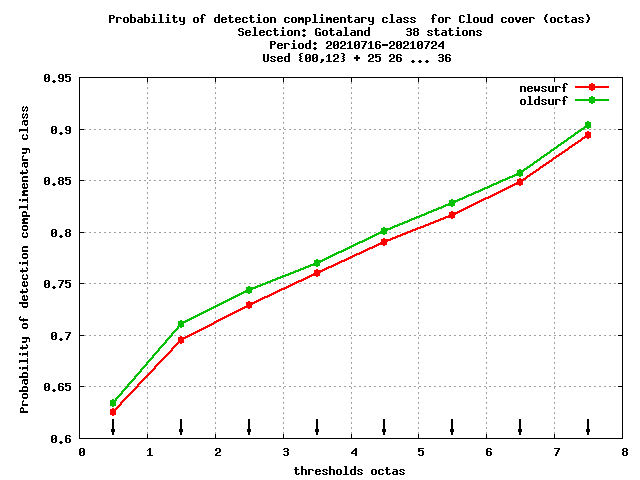 Probability of detection complimentary class  for Cloud cover (octas)
Selection: Gotaland     38 stations
Period: 20210716-20210724
Used {00,12} + 25 26 ... 36
newsurf
oldsurf
Probability of detection complimentary class
0.95
0.9
0.85
0.8
0.75
0.7
0.65
0.6
0 1 2 3 4 5 6 7 8
thresholds octas